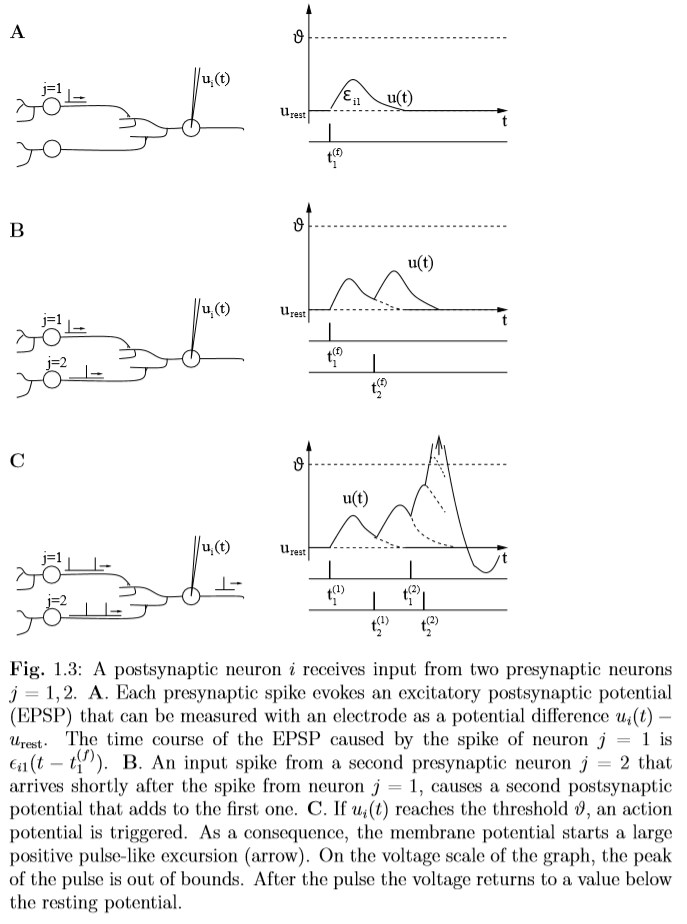 A
ϑ
j=1
u_i(t)
ε_i1
u(t)
u_rest
t
t_1^(f)
B
ϑ
u(t)
j=1
u_i(t)
u_rest
t
j=2
t_1^(f)
t_2^(f)
C
ϑ
u(t)
j=1
u_i(t)
u_rest
t
j=2
t_1^(1)
t_1^(2)
t_2^(1)
t_2^(2)
Fig. 1.3: A postsynaptic neuron i receives input from two presynaptic neurons
j = 1, 2. A. Each presynaptic spike evokes an excitatory postsynaptic potential
(EPSP) that can be measured with an electrode as a potential difference u_i(t) −
u_rest. The time course of the EPSP caused by the spike of neuron j = 1 is
ϵ_i1(t − t_1^(f)). B. An input spike from a second presynaptic neuron j = 2 that
arrives shortly after the spike from neuron j = 1, causes a second postsynaptic
potential that adds to the first one. C. If u_i(t) reaches the threshold ϑ, an action
potential is triggered. As a consequence, the membrane potential starts a large
positive pulse-like excursion (arrow). On the voltage scale of the graph, the peak
of the pulse is out of bounds. After the pulse the voltage returns to a value below
the resting potential.